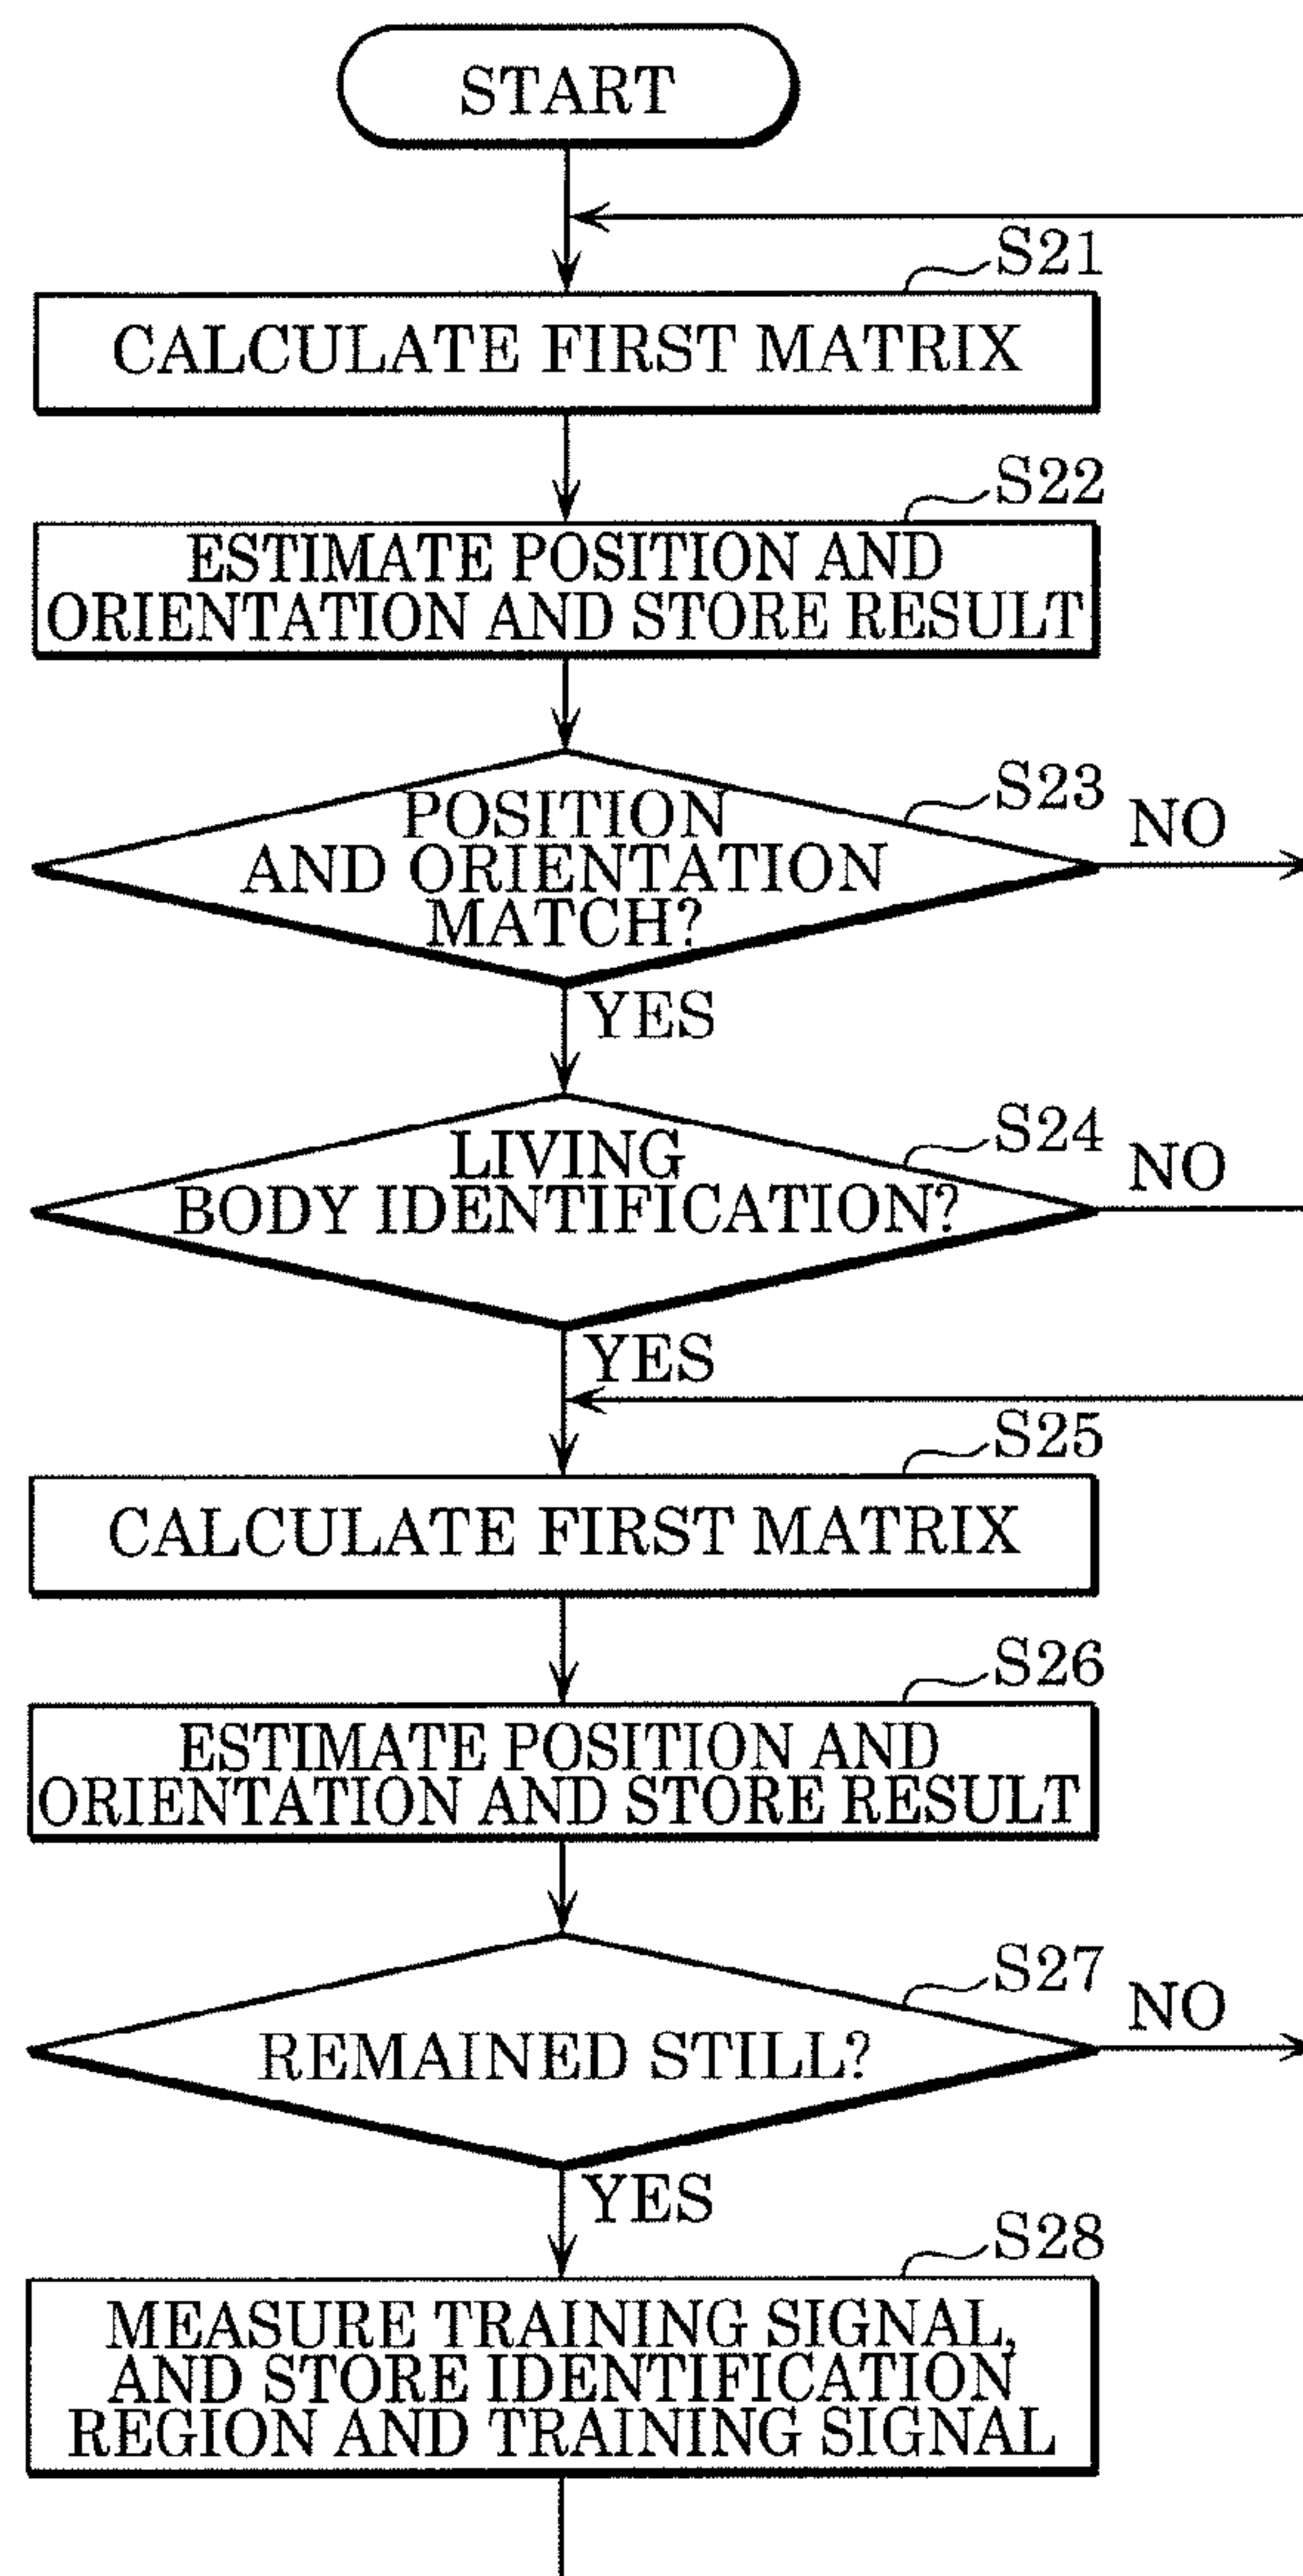 START
S21
CALCULATE FIRST MATRIX
S22
ESTIMATE POSITION AND
ORIENTATION AND STORE RESULT
S23
POSITION
AND ORIENTATION
MATCH?
NO
YES
S24
LIVING
BODY IDENTIFICATION?
NO
YES
S25
CALCULATE FIRST MATRIX
S26
ESTIMATE POSITION AND
ORIENTATION AND STORE RESULT
S27
REMAINED STILL?
NO
YES
S28
MEASURE TRAINING SIGNAL,
AND STORE IDENTIFICATION
REGION AND TRAINING SIGNAL